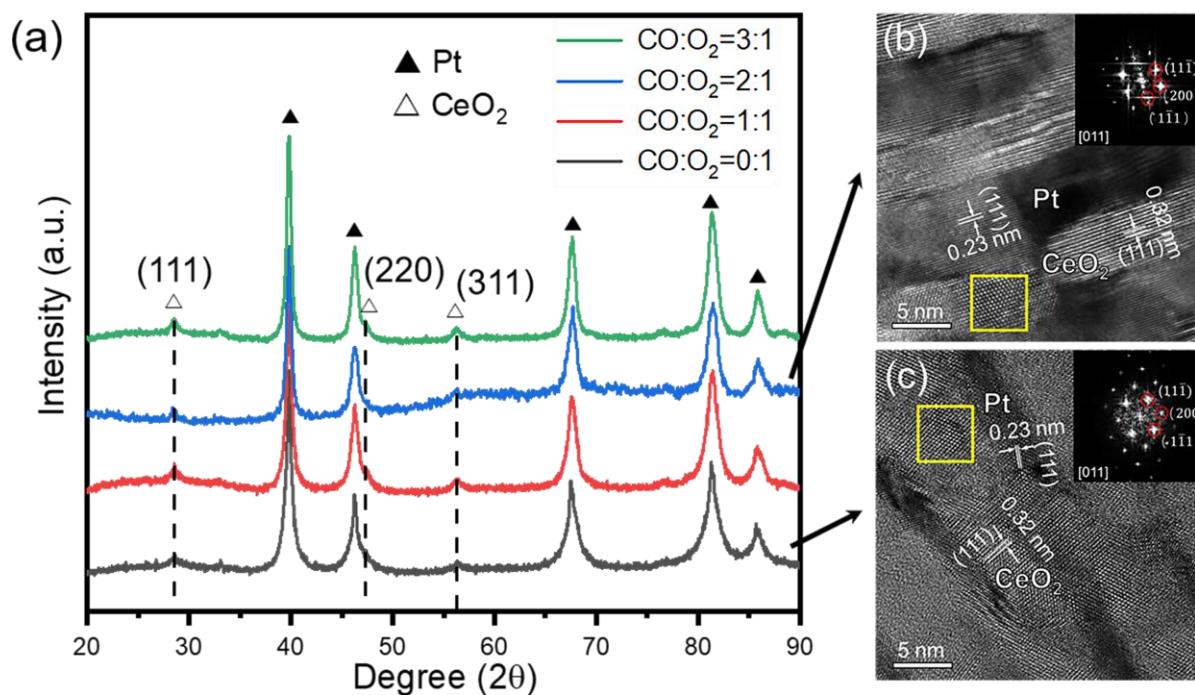 (a)
▲ Pt
△ CeO₂
CO:O₂=3:1
CO:O₂=2:1
CO:O₂=1:1
CO:O₂=0:1
(111)
(220)
(311)
Intensity (a.u.)
20 30 40 50 60 70 80 90
Degree (2θ)
(b)
(111̄)
(200
(1̄11)
[011]
Pt
(111)
0.23 nm
0.32 nm
(111)
CeO₂
5 nm
(c)
(111̄)
(200
[011]
Pt
0.23 nm
(111)
0.32 nm
(111)
CeO₂
5 nm